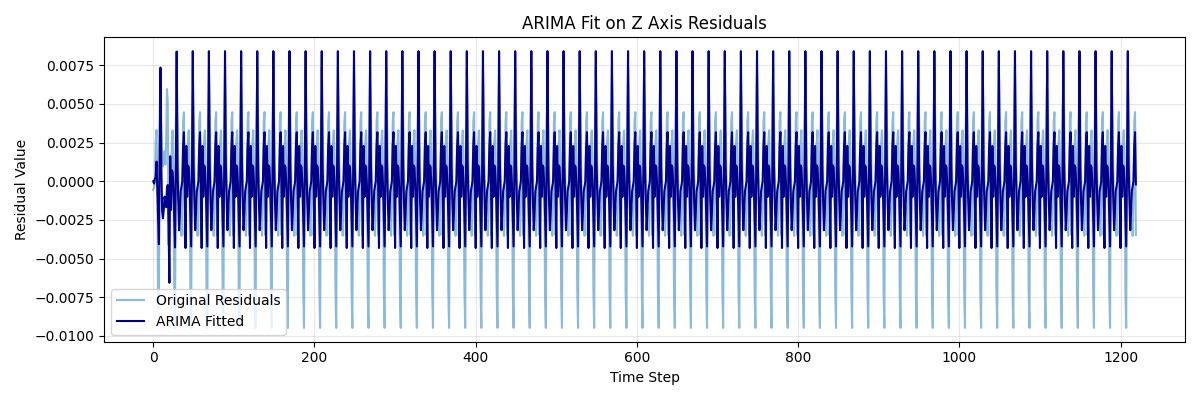 ARIMA Fit on Z Axis Residuals
Residual Value
0.0075
0.0050
0.0025
0.0000
−0.0025
−0.0050
−0.0075
−0.0100
Original Residuals
ARIMA Fitted
0 200 400 600 800 1000 1200
Time Step